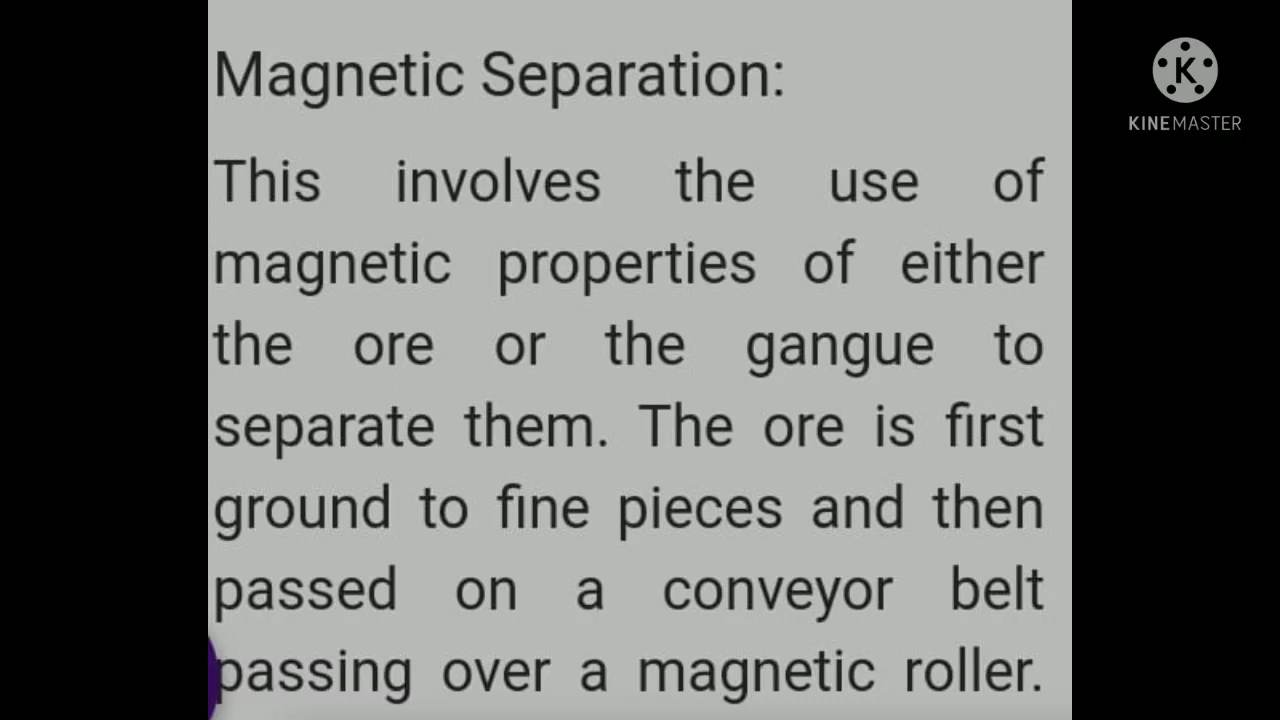 Magnetic Separation:
This involves the use of
magnetic properties of either
the ore or the gangue to
separate them. The ore is first
ground to fine pieces and then
passed on a conveyor belt
passing over a magnetic roller.
K
KINEMASTER